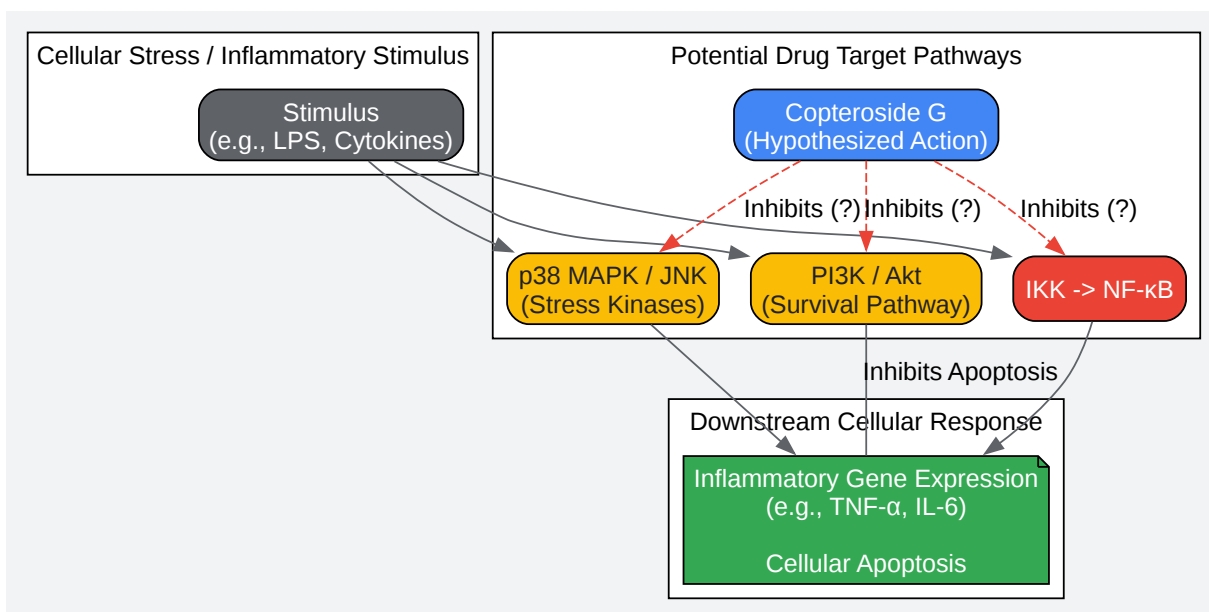 Cellular Stress / Inflammatory Stimulus
Potential Drug Target Pathways
Stimulus
(e.g., LPS, Cytokines)
Copteroside G
(Hypothesized Action)
Inhibits (?)
Inhibits (?)
Inhibits (?)
p38 MAPK / JNK
(Stress Kinases)
PI3K / Akt
(Survival Pathway)
IKK -> NF-κB
Inhibits Apoptosis
Downstream Cellular Response
Inflammatory Gene Expression
(e.g., TNF-α, IL-6)
Cellular Apoptosis